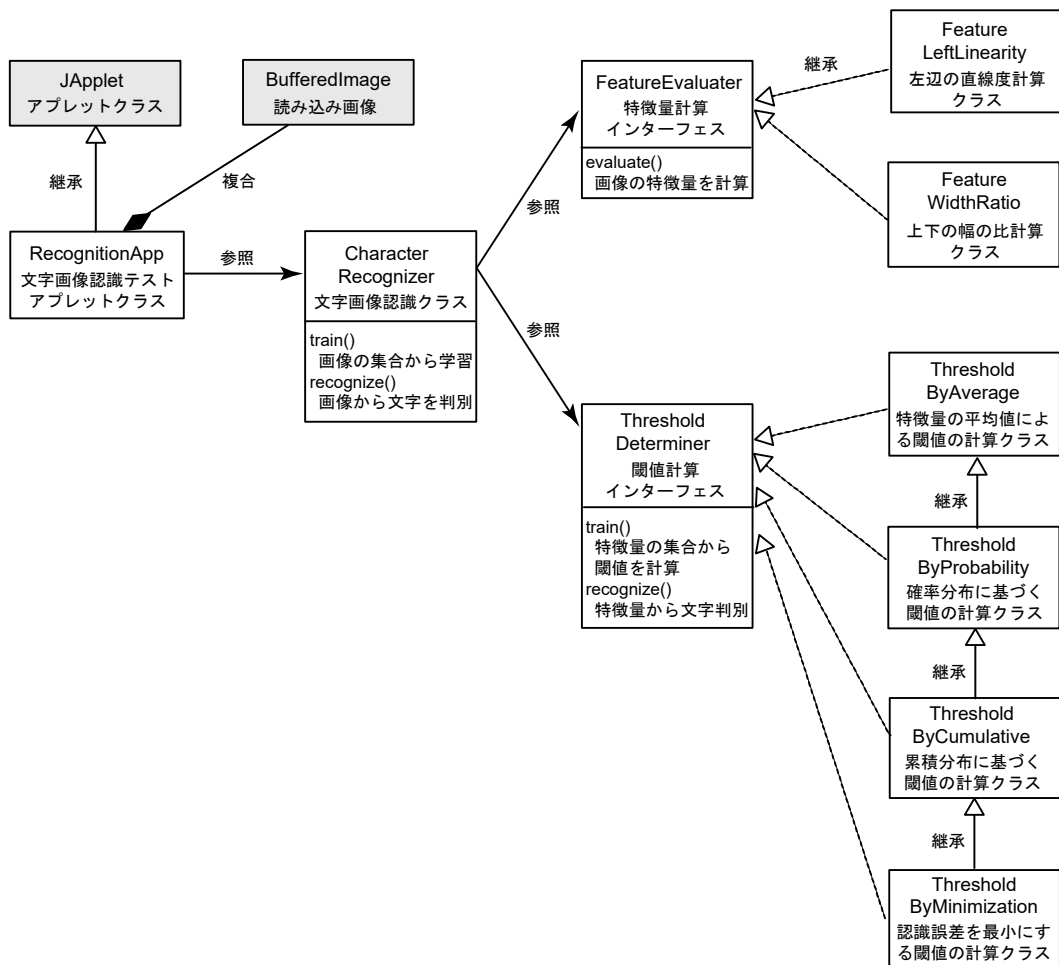 JApplet
アプレットクラス
BufferedImage
読み込み画像
継承
複合
RecognitionApp
文字画像認識テスト
アプレットクラス
参照
Character
Recognizer
文字画像認識クラス
train()
画像の集合から学習
recognize()
画像から文字を判別
参照
参照
FeatureEvaluater
特徴量計算
インターフェス
evaluate()
画像の特徴量を計算
継承
Feature
LeftLinearity
左辺の直線度計算
クラス
Feature
WidthRatio
上下の幅の比計算
クラス
Threshold
Determiner
閾値計算
インターフェス
train()
特徴量の集合から
閾値を計算
recognize()
特徴量から文字判別
Threshold
ByAverage
特徴量の平均値によ
る閾値の計算クラス
継承
Threshold
ByProbability
確率分布に基づく
閾値の計算クラス
継承
Threshold
ByCumulative
累積分布に基づく
閾値の計算クラス
継承
Threshold
ByMinimization
認識誤差を最小にす
る閾値の計算クラス